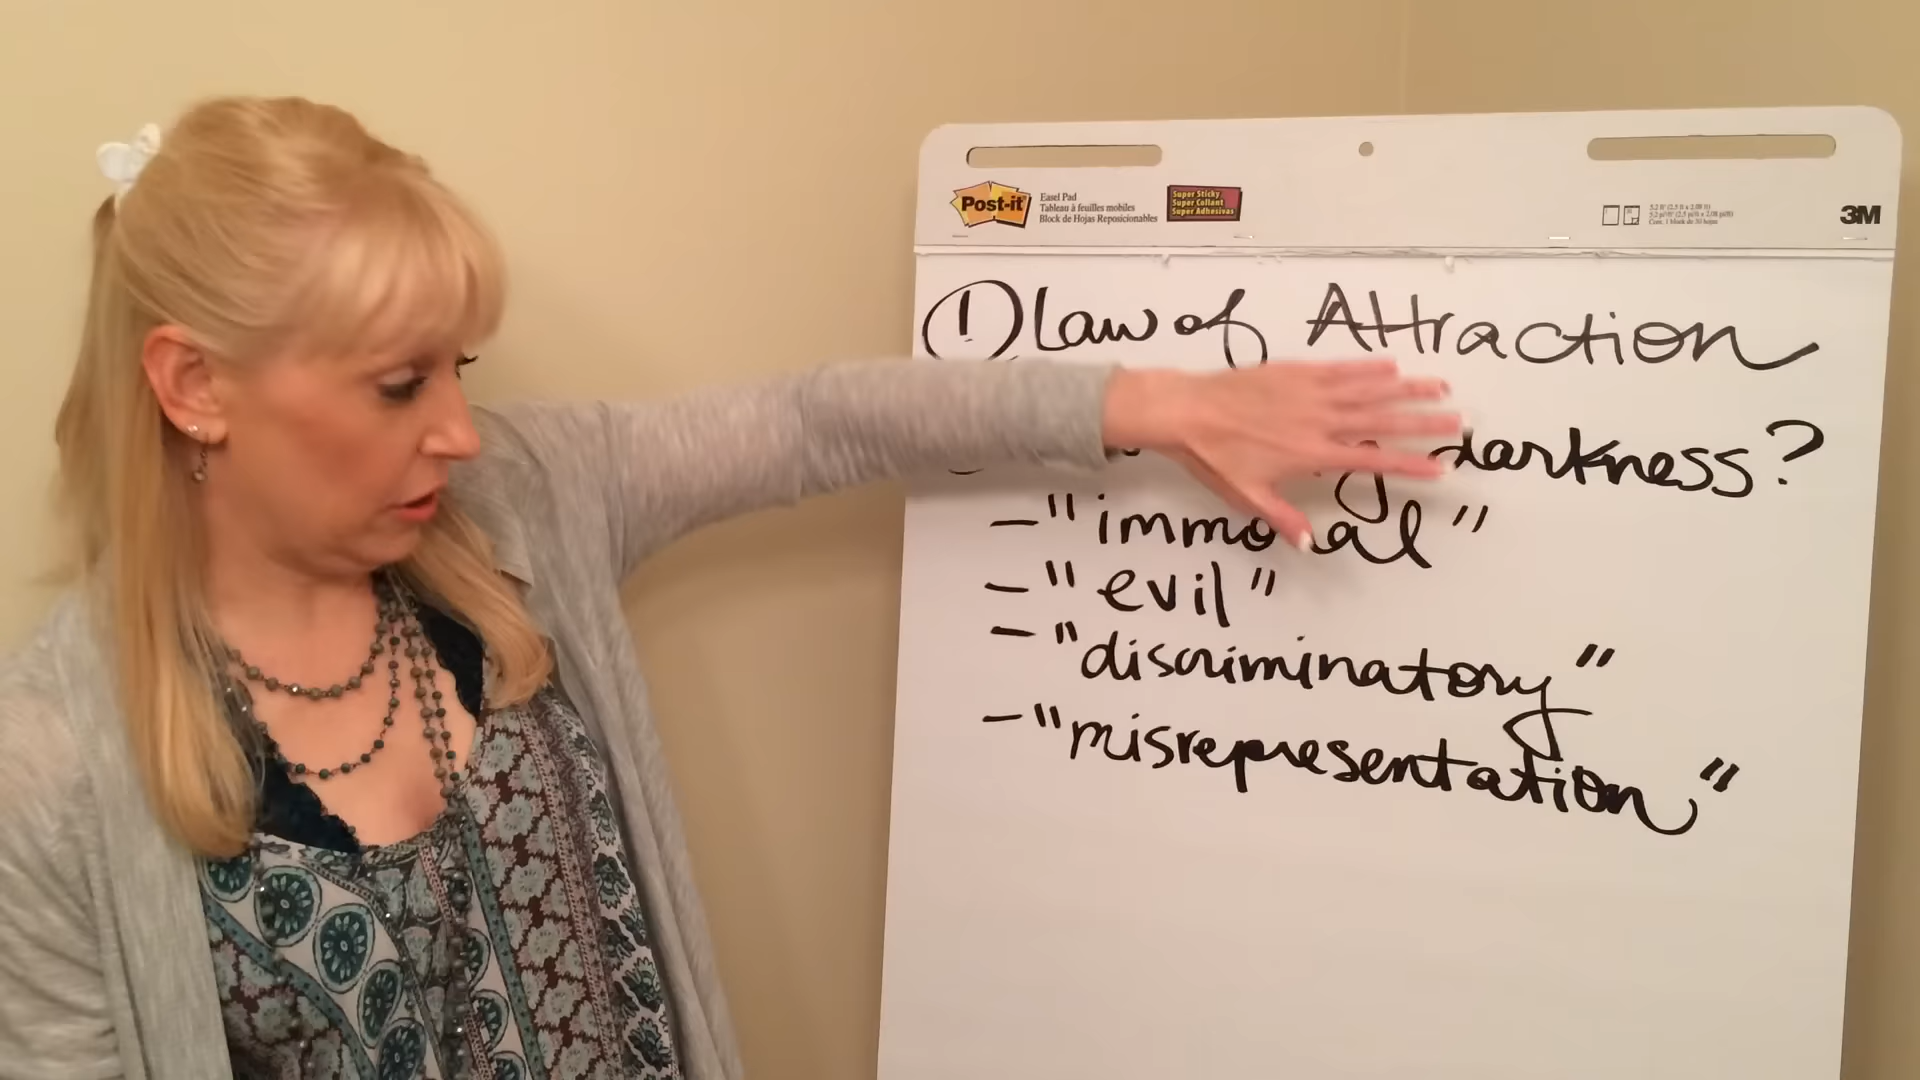 Post-it
Easel Pad
Tableau à feuilles mobiles
Block de Hojas Reposicionables
Super Sticky
Super Collant
Super Adhesivas
3M
① Law of Attraction
darkness?
- "immoral"
- "evil"
- "discriminatory"
- "misrepresentation"